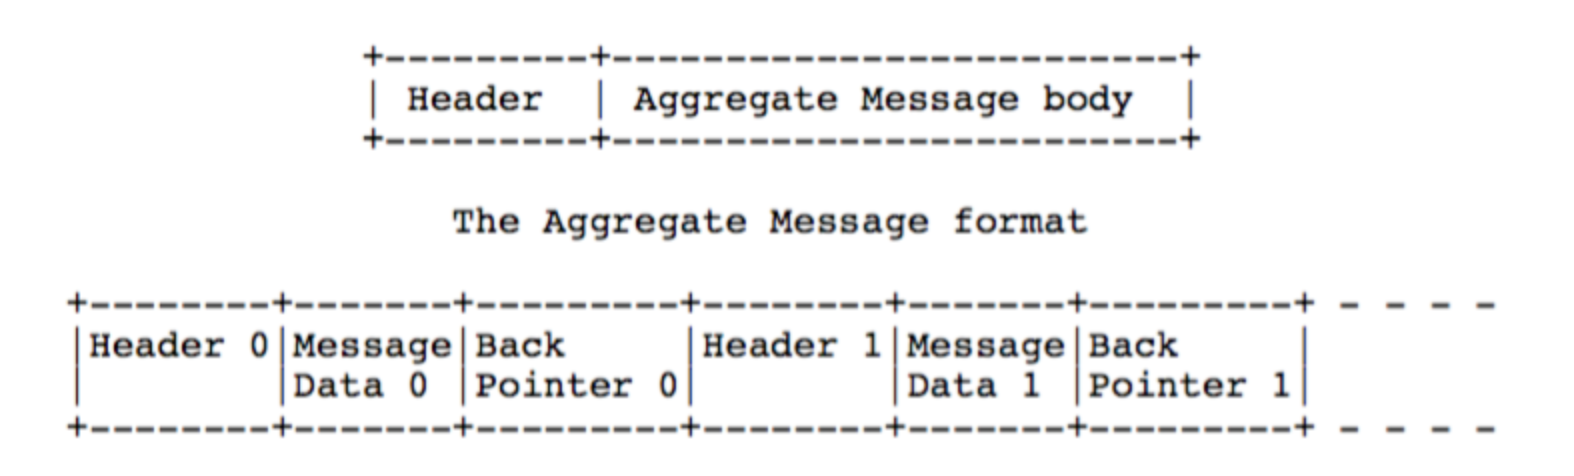 +---------+-------------------------+
| Header  | Aggregate Message body  |
+---------+-------------------------+
The Aggregate Message format
+--------+-------+---------+--------+-------+---------+ - - - -
|Header 0|Message|Back     |Header 1|Message|Back     |
|        |Data 0 |Pointer 0|        |Data 1 |Pointer 1|
+--------+-------+---------+--------+-------+---------+ - - - -